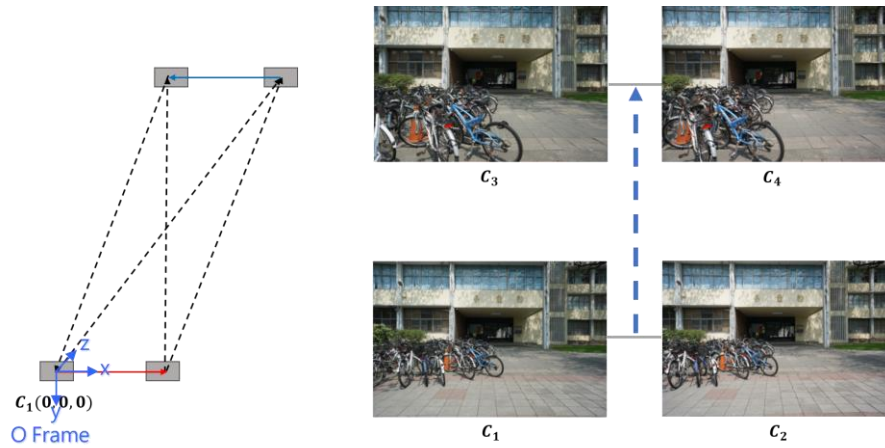 z
x
C₁(0,0,0)
y
O Frame
C₃
C₄
C₁
C₂